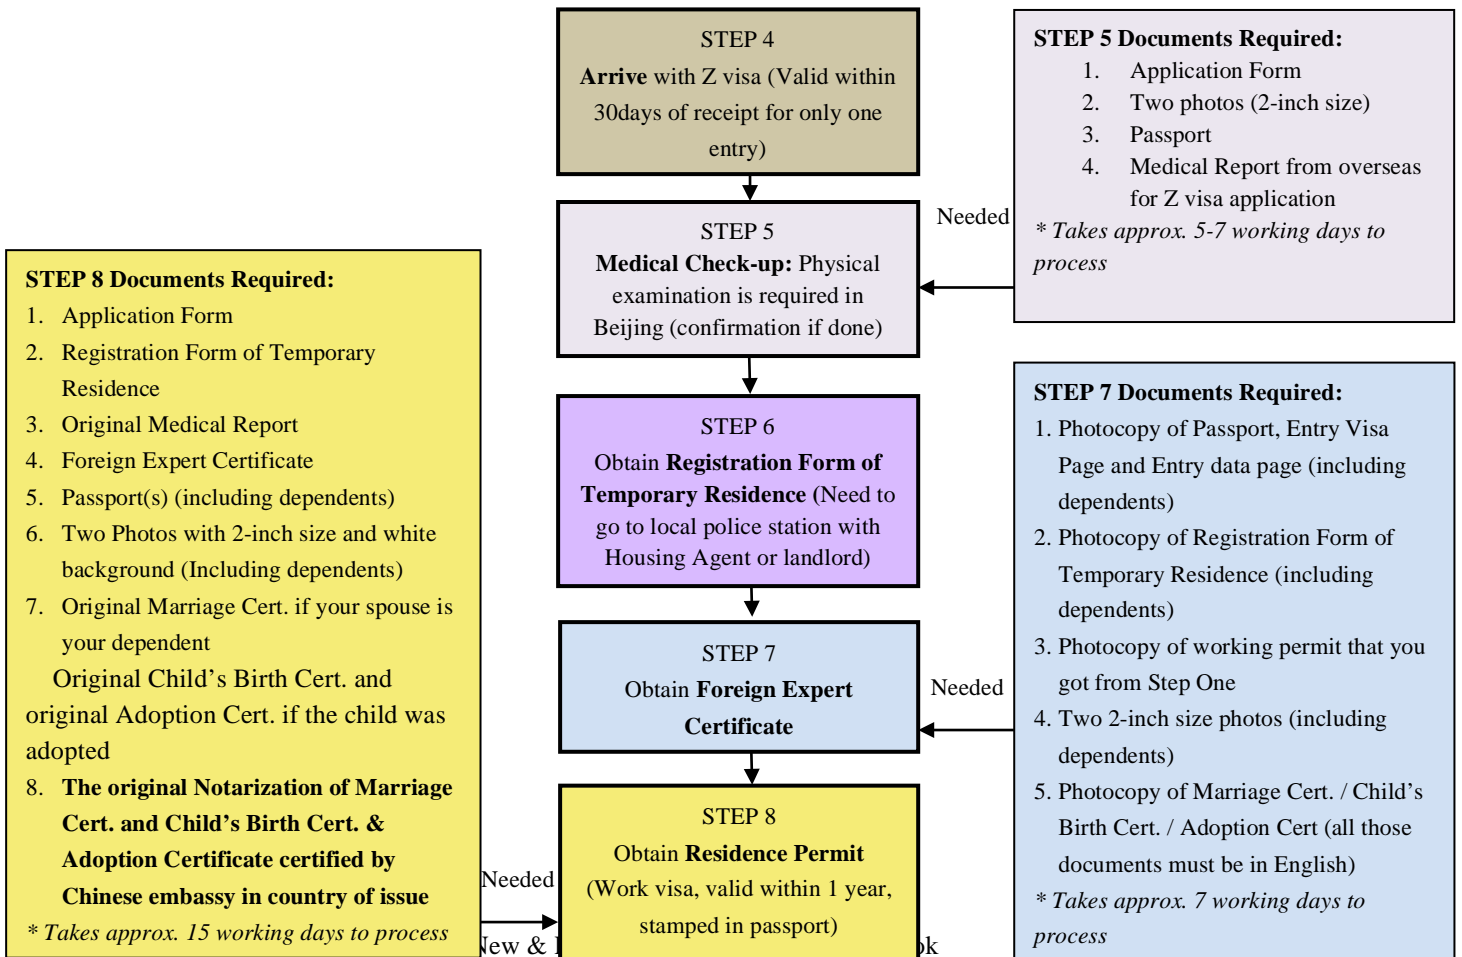 STEP 4
Arrive with Z visa (Valid within
30days of receipt for only one
entry)
STEP 5 Documents Required:
1. Application Form
2. Two photos (2-inch size)
3. Passport
4. Medical Report from overseas
for Z visa application
* Takes approx. 5-7 working days to
process
Needed
STEP 5
Medical Check-up: Physical
examination is required in
Beijing (confirmation if done)
STEP 8 Documents Required:
1. Application Form
2. Registration Form of Temporary
Residence
3. Original Medical Report
4. Foreign Expert Certificate
5. Passport(s) (including dependents)
6. Two Photos with 2-inch size and white
background (Including dependents)
7. Original Marriage Cert. if your spouse is
your dependent
Original Child's Birth Cert. and
original Adoption Cert. if the child was
adopted
8. The original Notarization of Marriage
Cert. and Child's Birth Cert. &
Adoption Certificate certified by
Chinese embassy in country of issue
* Takes approx. 15 working days to process
STEP 6
Obtain Registration Form of
Temporary Residence (Need to
go to local police station with
Housing Agent or landlord)
STEP 7 Documents Required:
1. Photocopy of Passport, Entry Visa
Page and Entry data page (including
dependents)
2. Photocopy of Registration Form of
Temporary Residence (including
dependents)
3. Photocopy of working permit that you
got from Step One
4. Two 2-inch size photos (including
dependents)
5. Photocopy of Marriage Cert. / Child's
Birth Cert. / Adoption Cert (all those
documents must be in English)
* Takes approx. 7 working days to
process
STEP 7
Obtain Foreign Expert
Certificate
Needed
STEP 8
Obtain Residence Permit
(Work visa, valid within 1 year,
stamped in passport)
Needed
New &